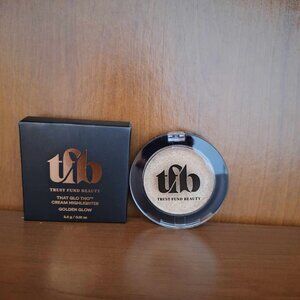 tfb
TRUST FUND BEAUTY
THAT GLO THO™
CREAM HIGHLIGHTER
GOLDEN GLOW
tfb
TRUST FUND BEAUTY